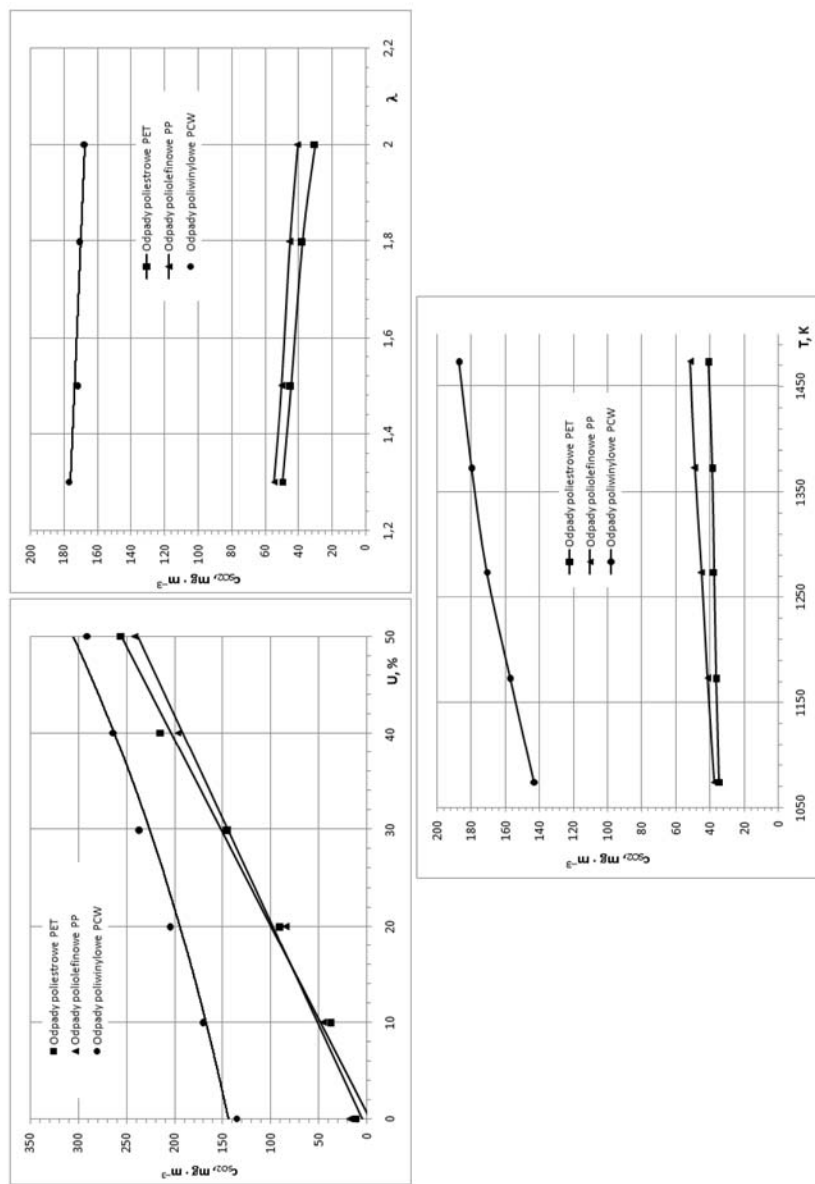 350
300
250
200
150
100
50
0
c_SO2, mg · m⁻³
■ Odpady poliestrowe PET
▲ Odpady poliolefinowe PP
● Odpady poliwinylowe PCW
0 10 20 30 40 50
U, %
200
180
160
140
120
100
80
60
40
20
0
c_SO2, mg · m⁻³
Odpady poliestrowe PET
Odpady poliolefinowe PP
Odpady poliwinylowe PCW
1,2 1,4 1,6 1,8 2 2,2
λ
200
180
160
140
120
100
80
60
40
20
0
c_SO2, mg · m⁻³
Odpady poliestrowe PET
Odpady poliolefinowe PP
Odpady poliwinylowe PCW
1050 1150 1250 1350 1450
T, K